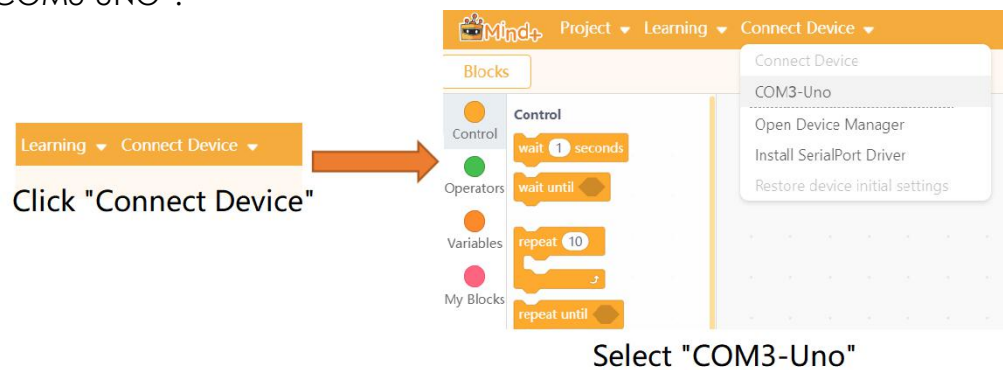 COM3-UNO".
Mind+ Project Learning Connect Device
Blocks
Connect Device
COM3-Uno
Open Device Manager
Install SerialPort Driver
Restore device initial settings
Control
Operators
Variables
My Blocks
Control
wait 1 seconds
wait until
repeat 10
repeat until
Learning Connect Device
Click "Connect Device"
Select "COM3-Uno"